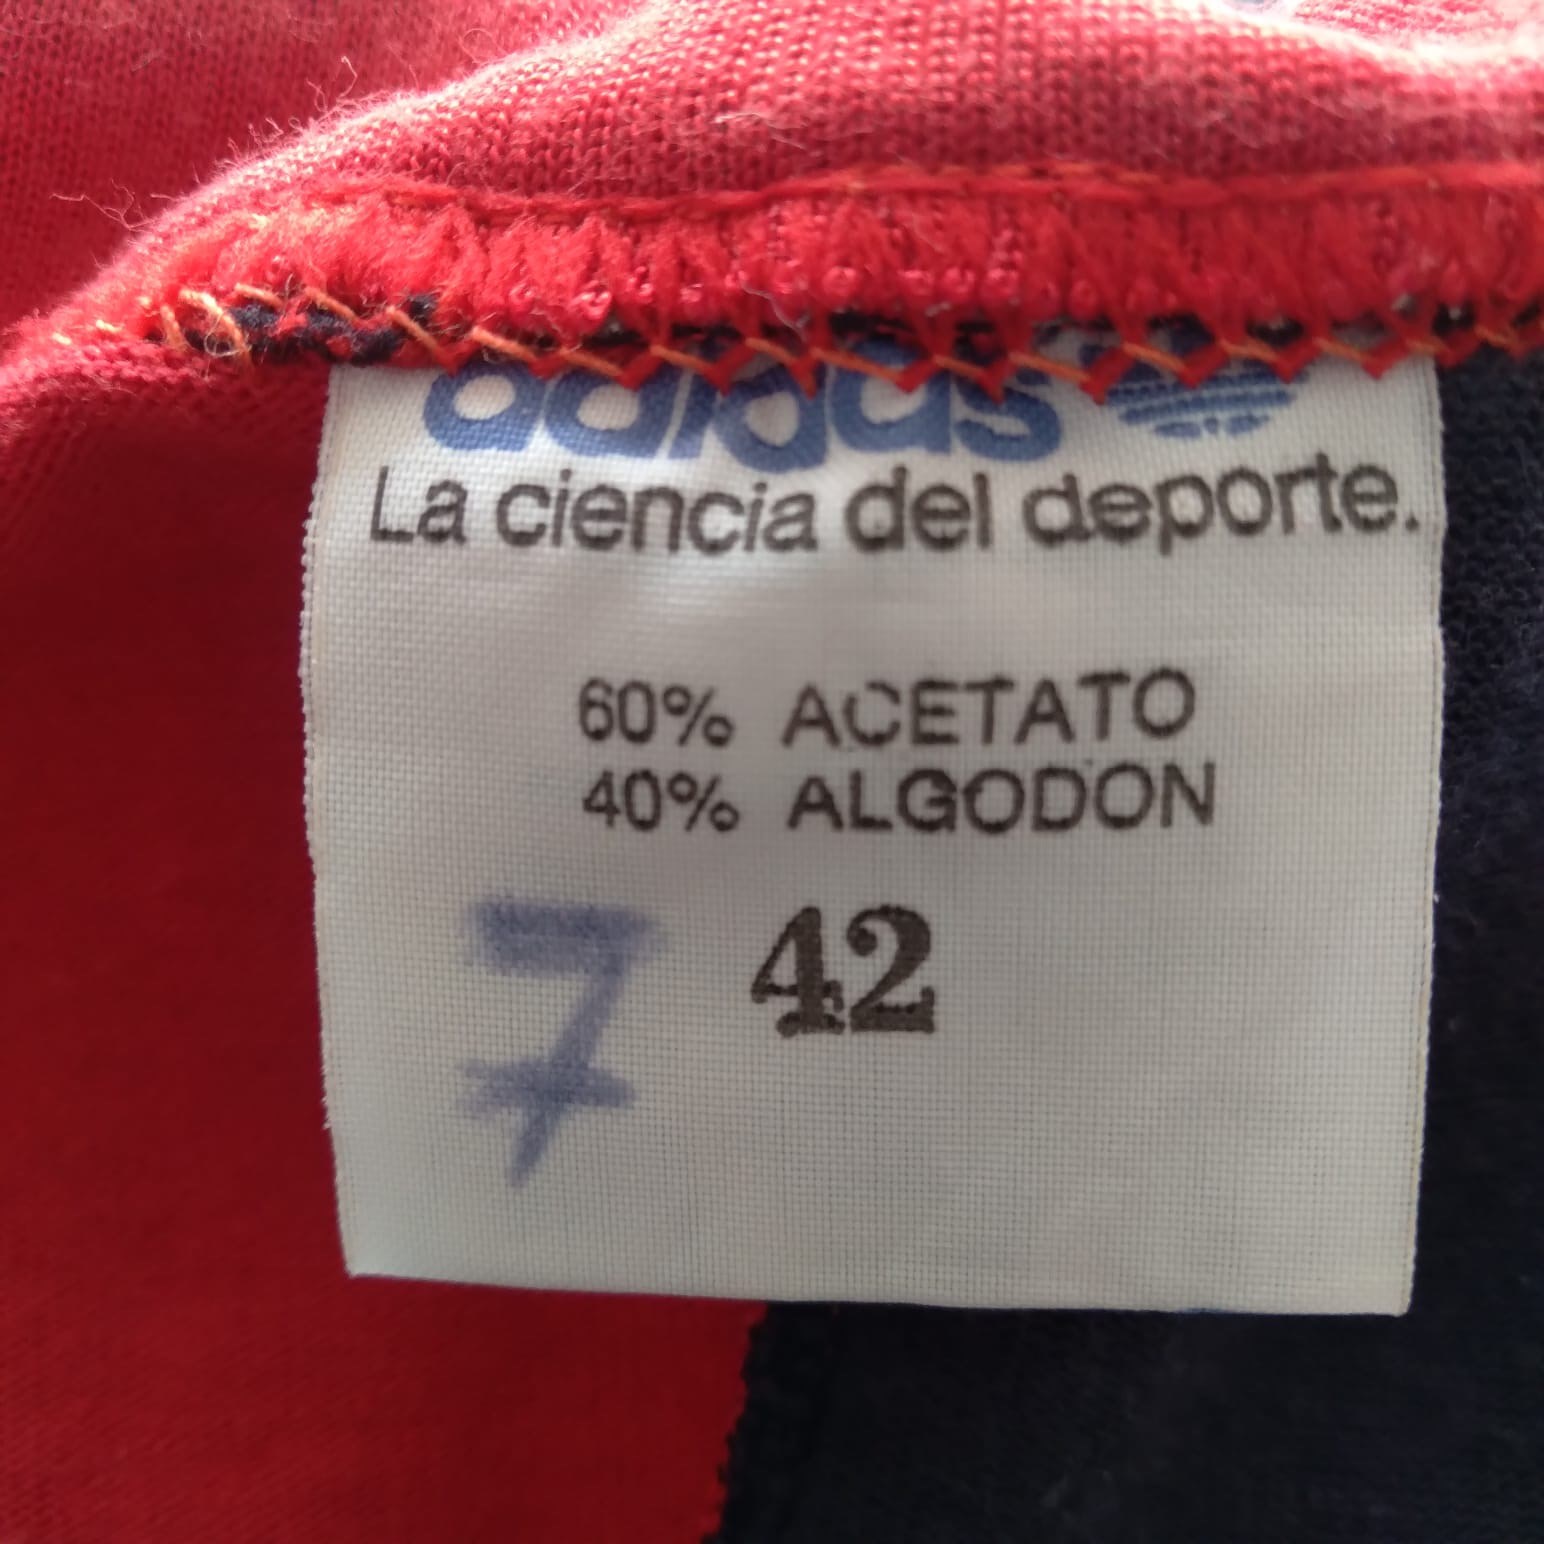 adidas
La ciencia del deporte.
60% ACETATO
40% ALGODON
7 42